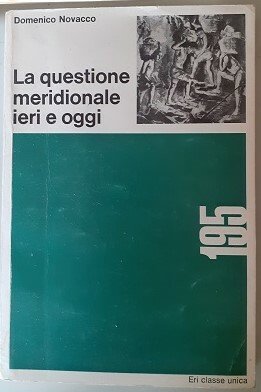 Domenico Novacco
La questione
meridionale
ieri e oggi
195
Eri classe unica